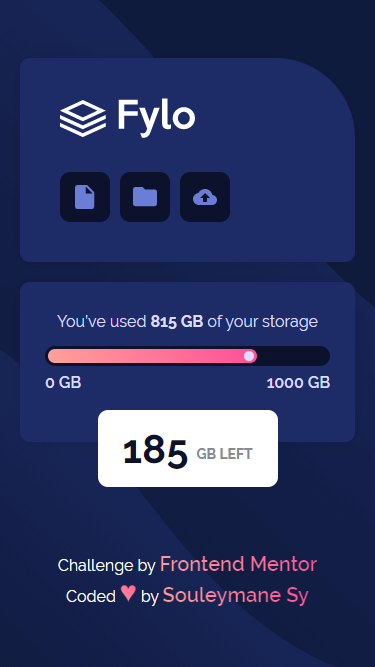 Fylo
You've used 815 GB of your storage
0 GB 1000 GB
185 GB LEFT
Challenge by Frontend Mentor
Coded ♥ by Souleymane Sy